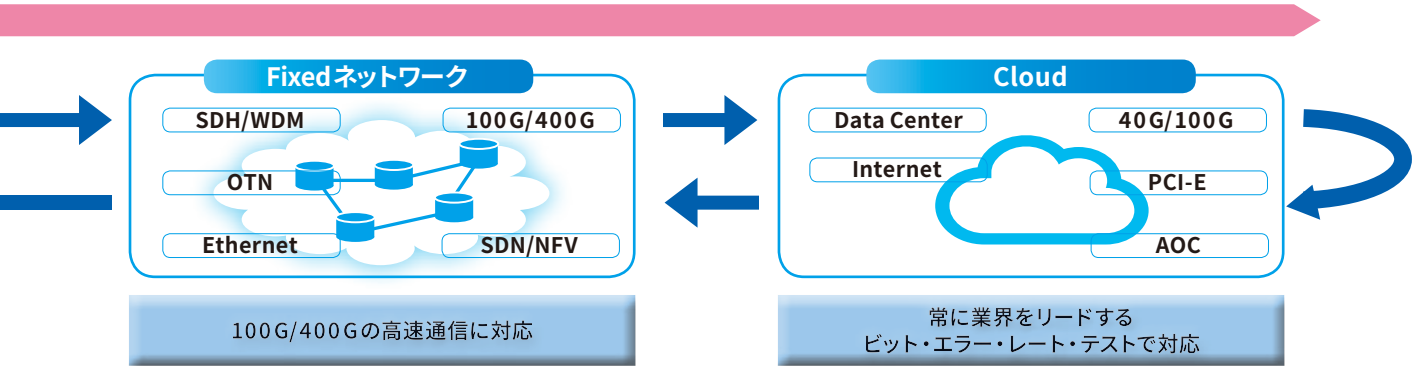 Fixedネットワーク
SDH/WDM
100G/400G
OTN
Ethernet
SDN/NFV
100G/400Gの高速通信に対応
Cloud
Data Center
40G/100G
Internet
PCI-E
AOC
常に業界をリードする
ビット・エラー・レート・テストで対応